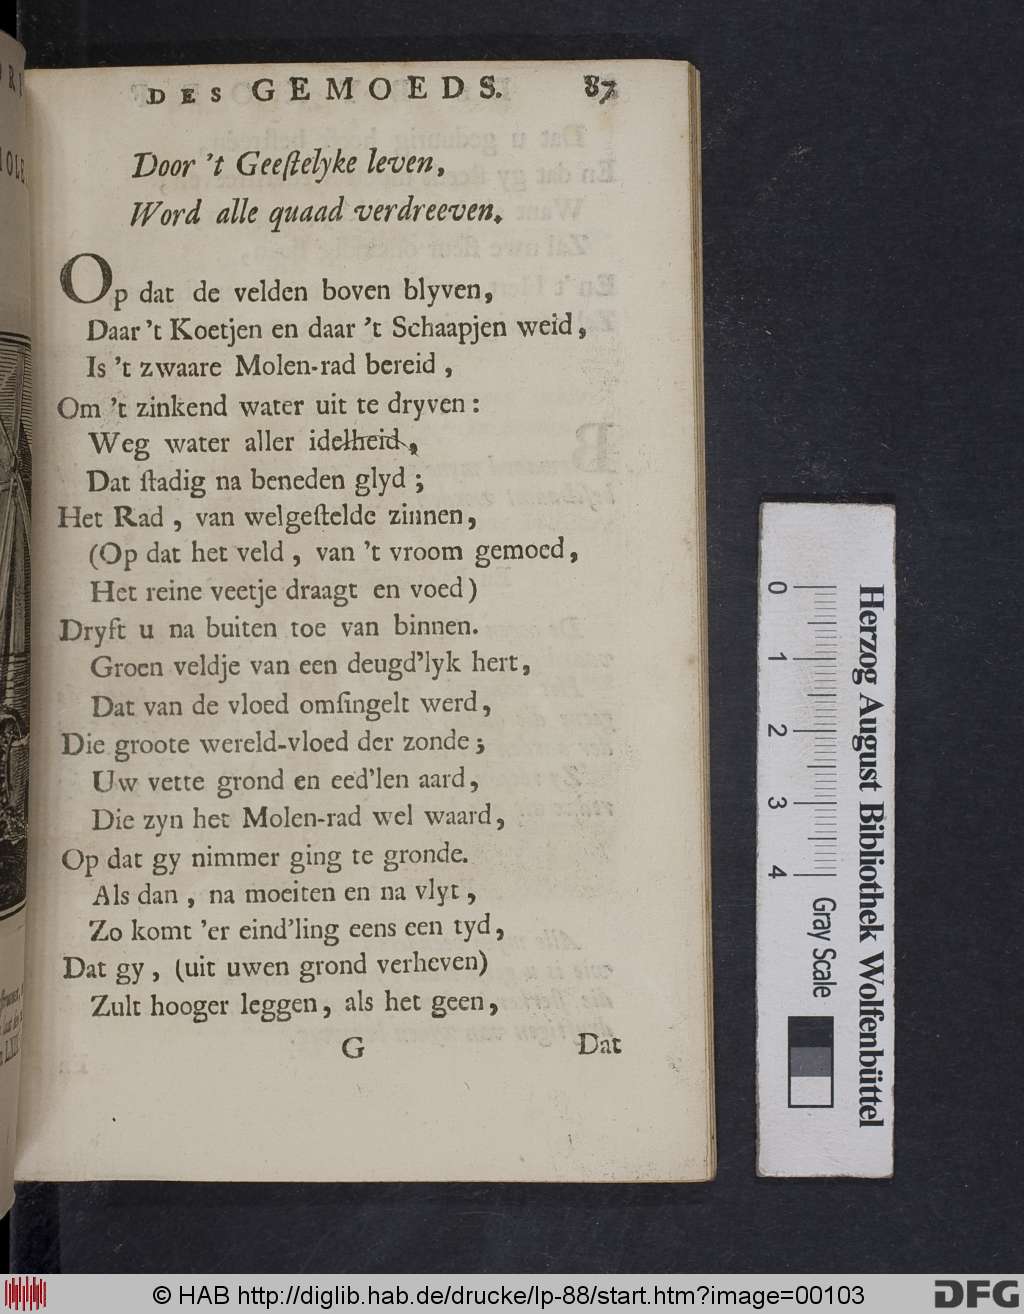 DES GEMOEDS. 87
Door 't Geeſtelyke leven,
Word alle quaad verdreeven.
Op dat de velden boven blyven,
Daar 't Koetjen en daar 't Schaapjen weid,
Is 't zwaare Molen-rad bereid,
Om 't zinkend water uit te dryven:
Weg water aller idelheid,
Dat ſtadig na beneden glyd;
Het Rad, van welgeſtelde zinnen,
(Op dat het veld, van 't vroom gemoed,
Het reine veetje draagt en voed)
Dryft u na buiten toe van binnen.
Groen veldje van een deugd'lyk hert,
Dat van de vloed omſingelt werd,
Die groote wereld-vloed der zonde;
Uw vette grond en eed'len aard,
Die zyn het Molen-rad wel waard,
Op dat gy nimmer ging te gronde.
Als dan, na moeiten en na vlyt,
Zo komt 'er eind'ling eens een tyd,
Dat gy, (uit uwen grond verheven)
Zult hooger leggen, als het geen,
G Dat
Herzog August Bibliothek Wolfenbüttel
0 1 2 3 4 Gray Scale
© HAB http://diglib.hab.de/drucke/lp-88/start.htm?image=00103
DFG